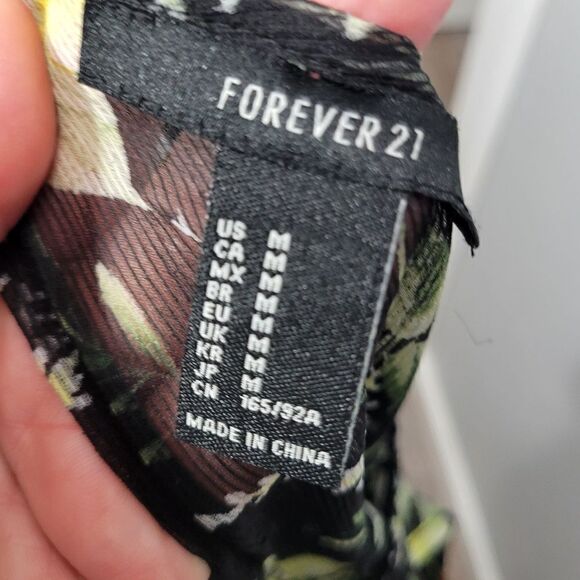 FOREVER 21
US M
CA M
MX M
BR M
EU M
UK M
KR M
JP M
CN 165/92A
MADE IN CHINA